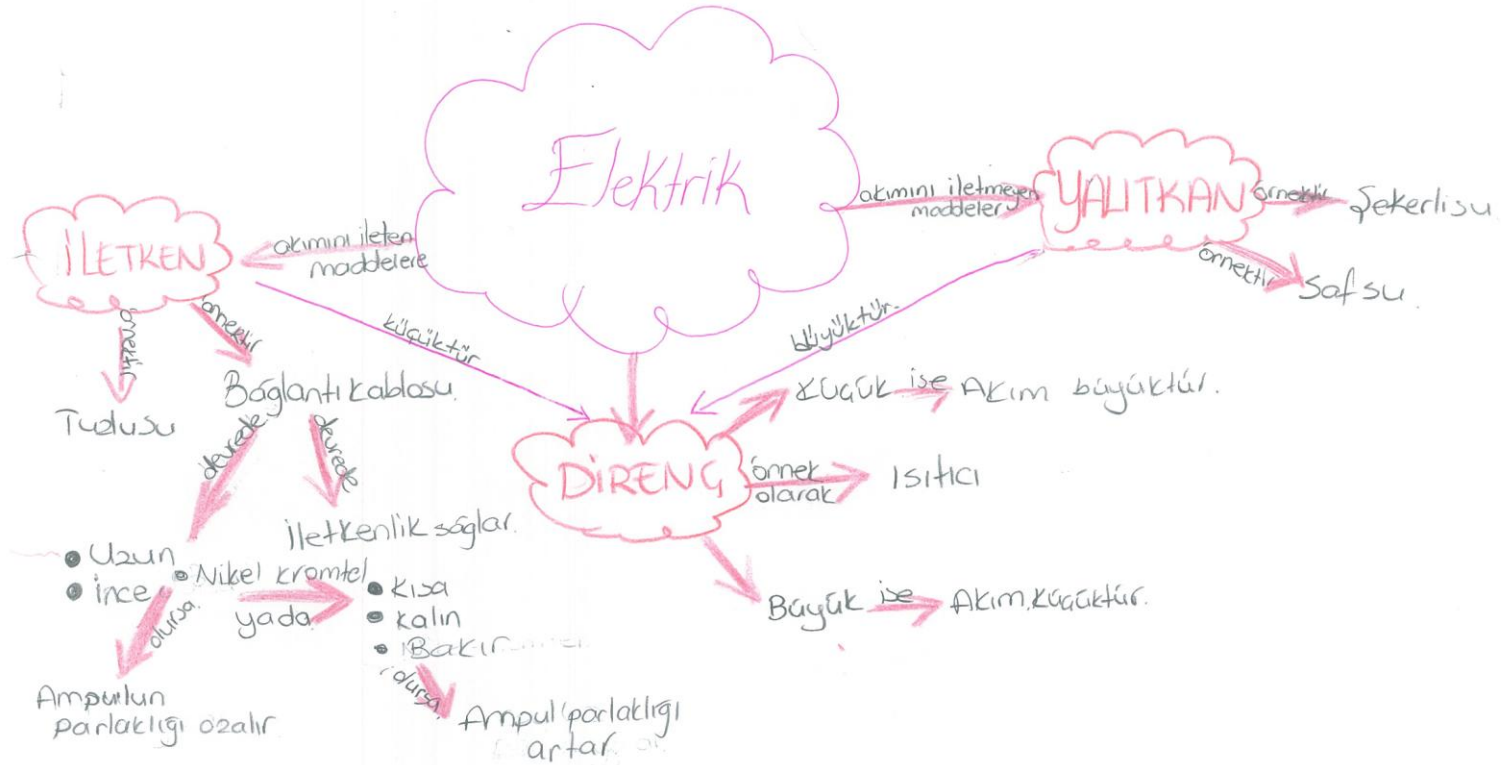 Elektrik
akımını ileten
maddelere
İLETKEN
örnektir
Tuzlusu
örnektir
Bağlantı kablosu.
devrede
İletkenlik sağlar.
devrede
Uzun
İnce
Nikel kromtel
olursa
Ampulün
Parlaklığı azalır
yada
Kısa
Kalın
Bakır
olursa
Ampul parlaklığı
artar
küçüktür
akımını iletmeyen
maddeler
YALITKAN
örnektir
Şekerlisu
örnektir
Saf su.
büyüktür.
DİRENÇ
küçük ise Akım büyüktür.
örnek
olarak
ısıtıcı
Büyük ise Akım küçüktür.